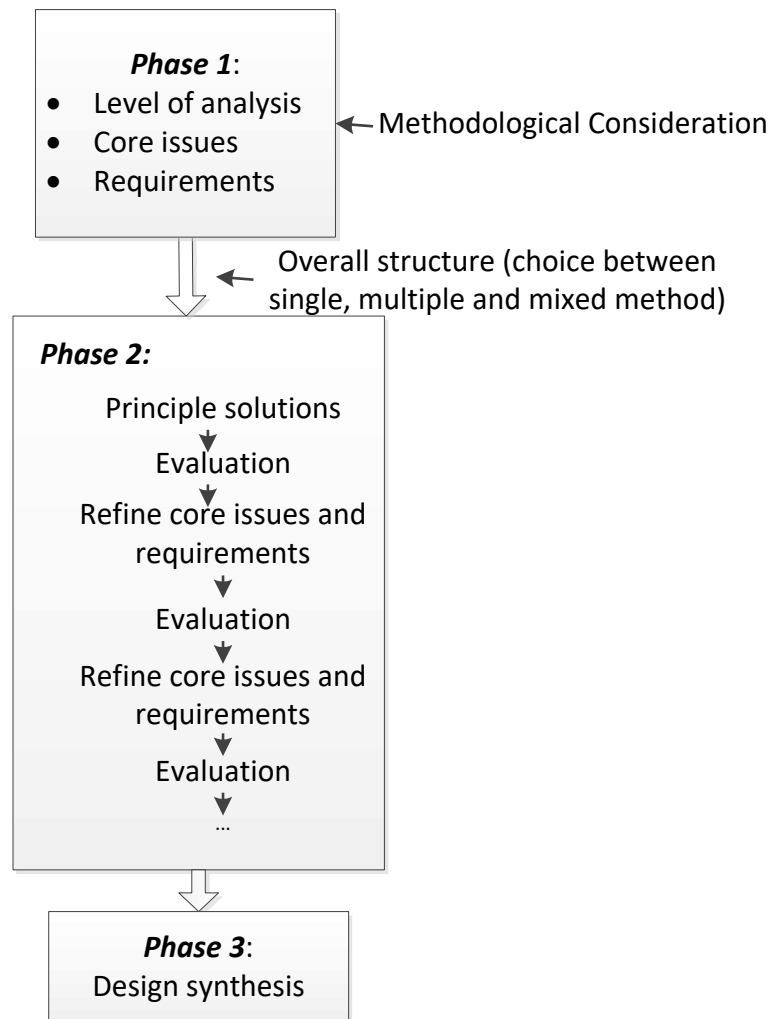 Phase 1:
• Level of analysis
• Core issues
• Requirements
Methodological Consideration
Overall structure (choice between
single, multiple and mixed method)
Phase 2:
Principle solutions
Evaluation
Refine core issues and
requirements
Evaluation
Refine core issues and
requirements
Evaluation
...
Phase 3:
Design synthesis